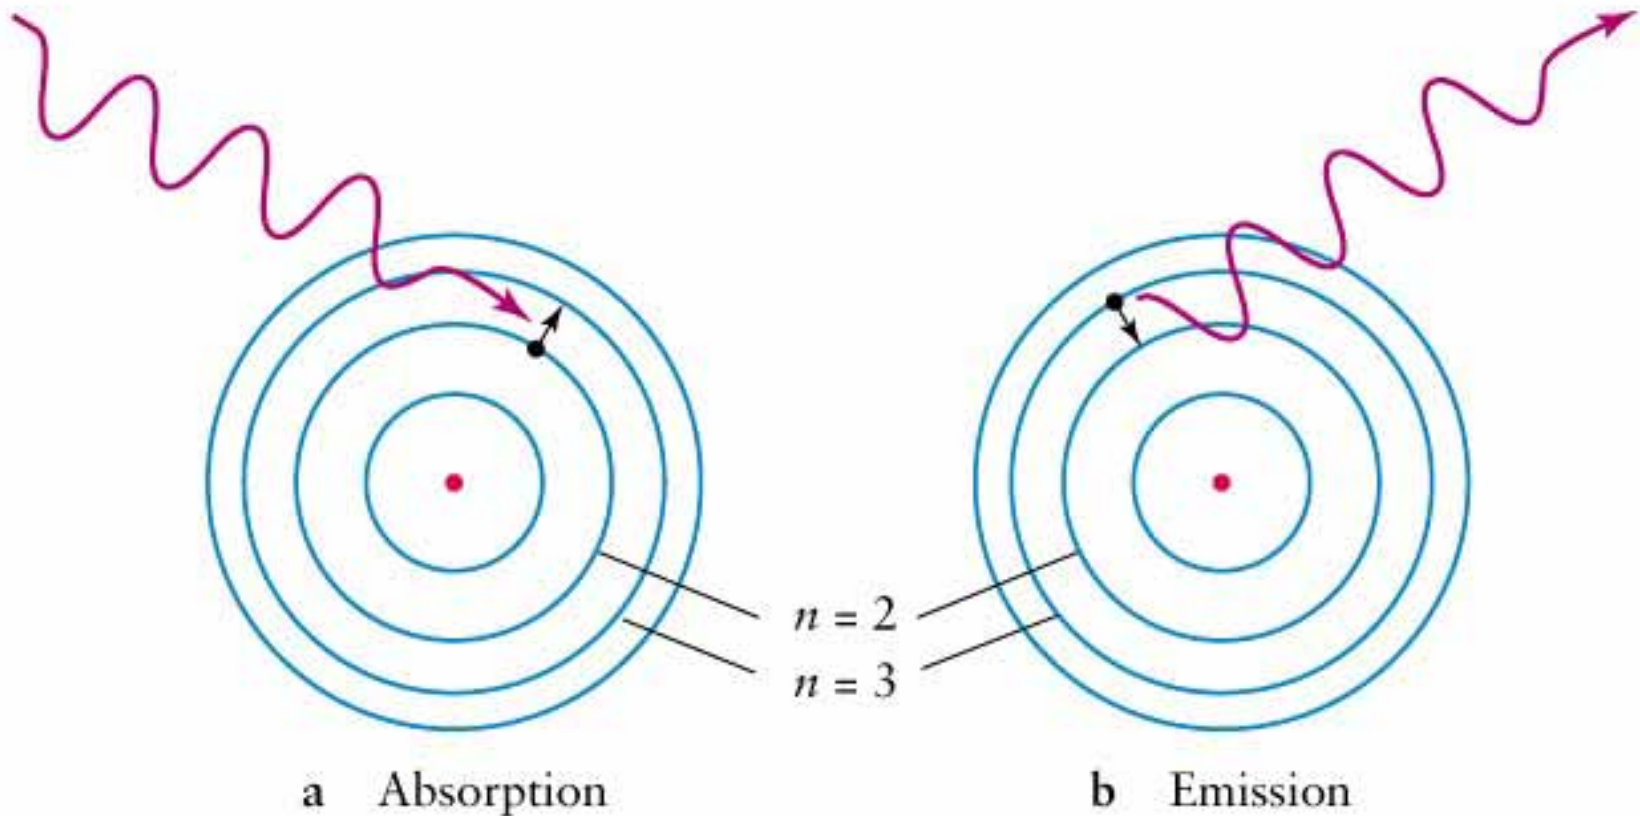 n = 2
n = 3
a Absorption
b Emission